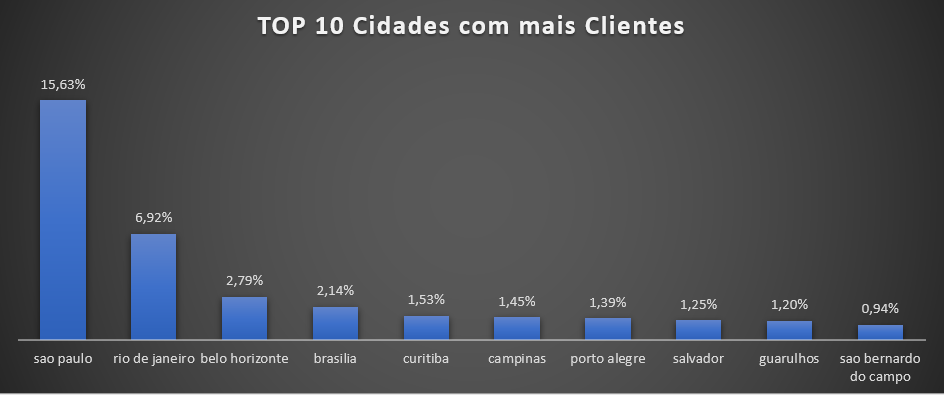 TOP 10 Cidades com mais Clientes
15,63%
6,92%
2,79%
2,14%
1,53%
1,45%
1,39%
1,25%
1,20%
0,94%
sao paulo
rio de janeiro
belo horizonte
brasilia
curitiba
campinas
porto alegre
salvador
guarulhos
sao bernardo
do campo